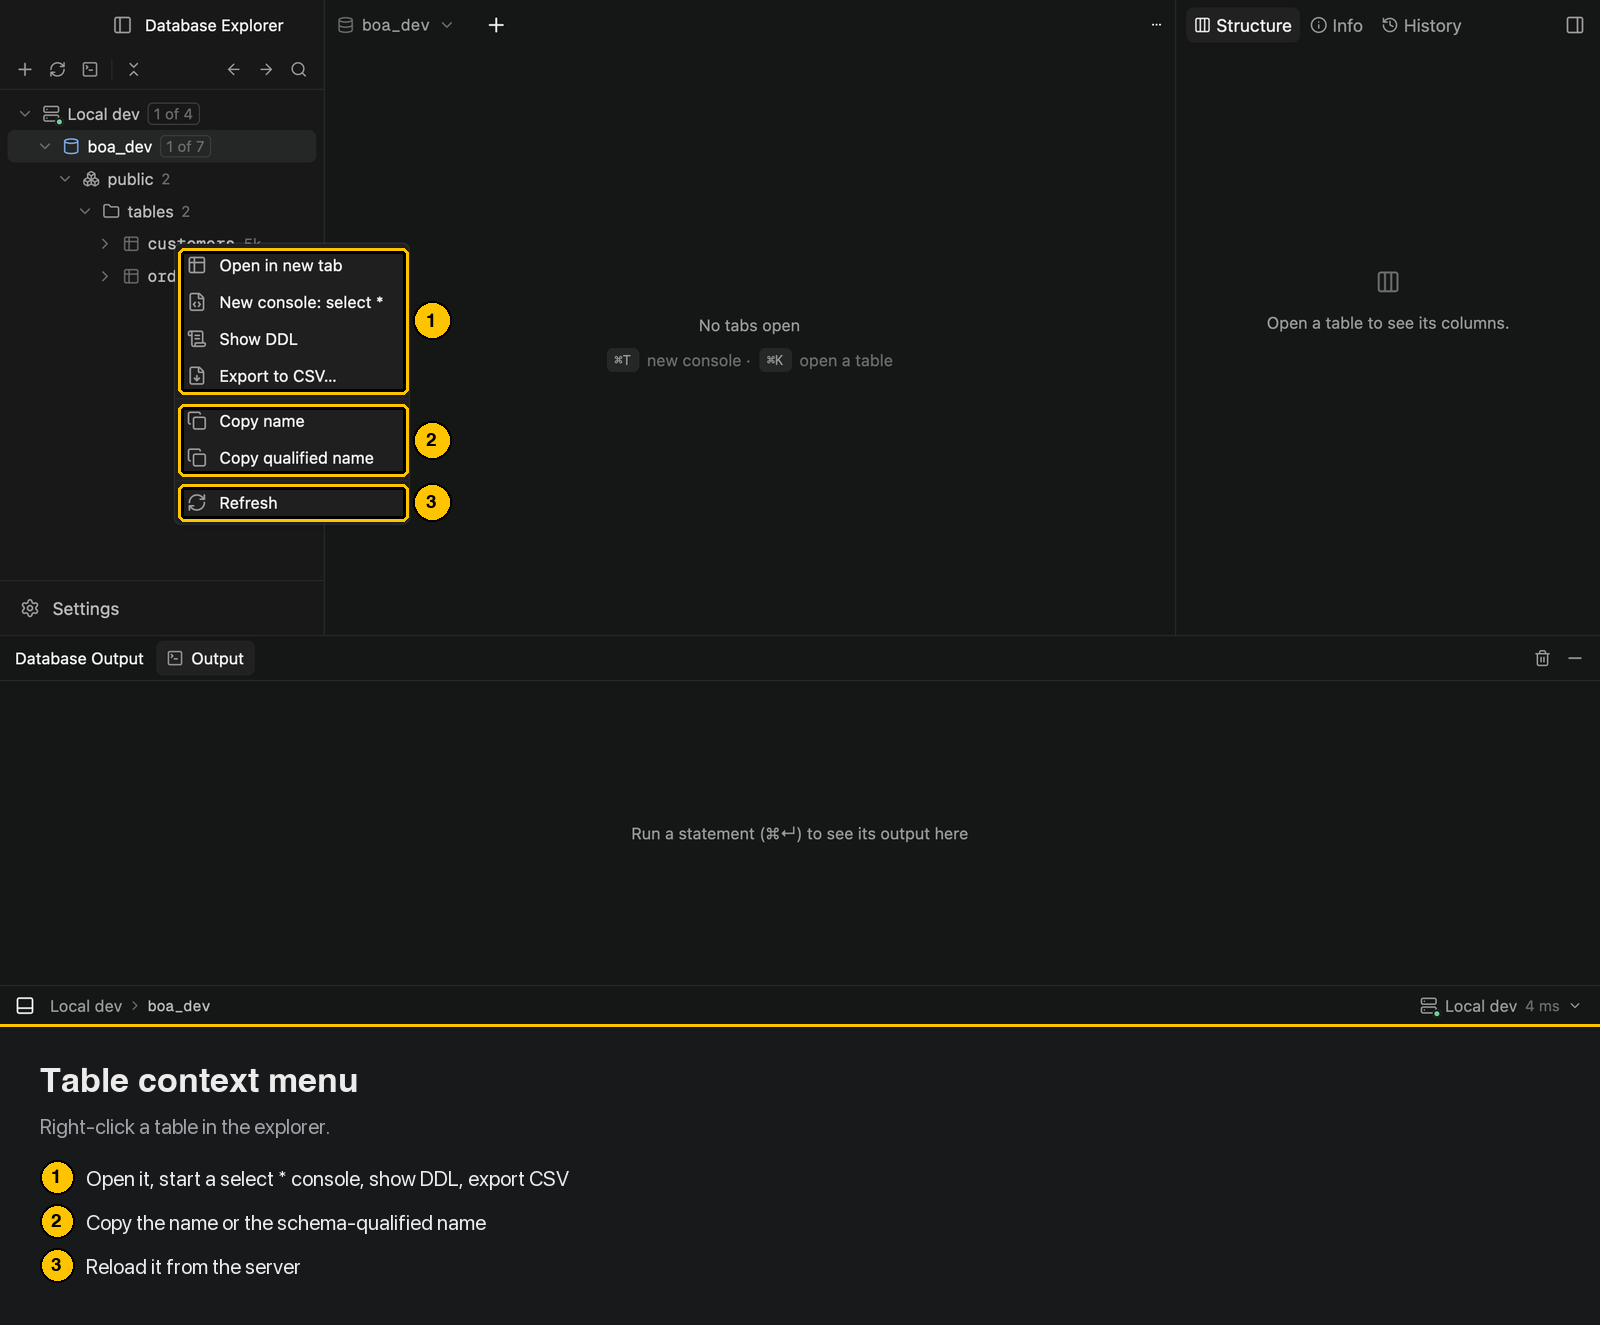 Database Explorer
boa_dev
Structure
Info
History
Local dev 1 of 4
boa_dev 1 of 7
public 2
tables 2
customers 5k
ord
Open in new tab
New console: select *
Show DDL
Export to CSV...
1
Copy name
Copy qualified name
2
Refresh
3
No tabs open
⌘T new console · ⌘K open a table
Open a table to see its columns.
Settings
Database Output
Output
Run a statement (⌘↵) to see its output here
Local dev > boa_dev
Local dev 4 ms
Table context menu
Right-click a table in the explorer.
1 Open it, start a select * console, show DDL, export CSV
2 Copy the name or the schema-qualified name
3 Reload it from the server